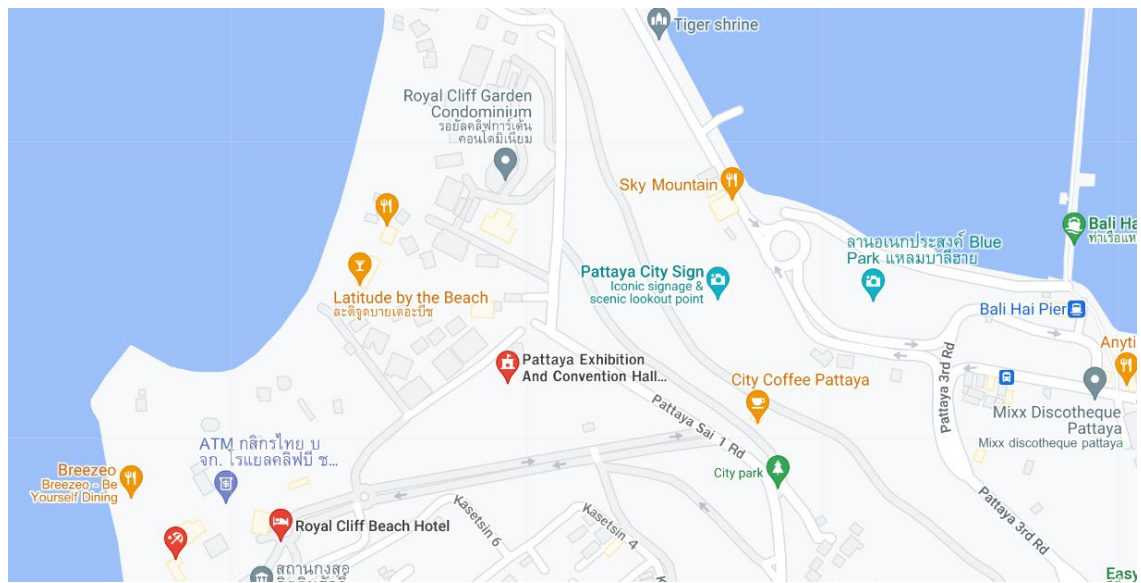 Tiger shrine
Royal Cliff Garden
Condominium
รอยัลคลิฟการ์เด้น
คอนโดมิเนียม
Sky Mountain
Bali Ha
ท่าเรือแห
ลานอเนกประสงค์ Blue
Park แหลมบาลีฮาย
Pattaya City Sign
Iconic signage &
scenic lookout point
Latitude by the Beach
ละติจูดบายเดอะบีช
Bali Hai Pier
Anyti
Pattaya 3rd Rd
Pattaya Exhibition
And Convention Hall...
City Coffee Pattaya
Mixx Discotheque
Pattaya
Mixx discotheque pattaya
Pattaya Sai 1 Rd
ATM กสิกรไทย บ
จก. โรแยลคลิฟบี ช...
City park
Breezeo
Breezeo - Be
Yourself Dining
Pattaya 3rd Rd
Royal Cliff Beach Hotel
Kasetsin 6
Kasetsin 4
สถานกงสุล
Easy